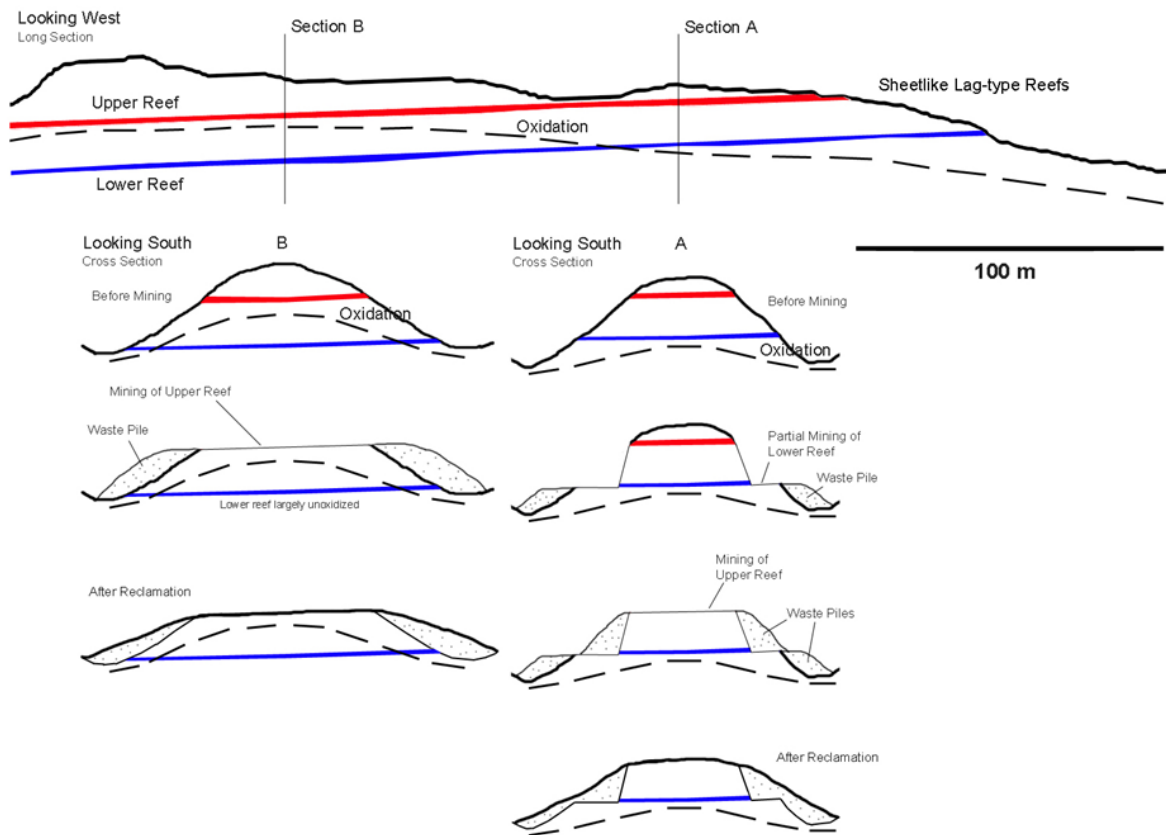 Looking West
Long Section
Section B
Section A
Sheetlike Lag-type Reefs
Upper Reef
Oxidation
Lower Reef
Looking South
Cross Section
B
Looking South
Cross Section
A
100 m
Before Mining
Oxidation
Before Mining
Oxidation
Mining of Upper Reef
Waste Pile
Lower reef largely unoxidized
Partial Mining of
Lower Reef
Waste Pile
After Reclamation
Mining of
Upper Reef
Waste Piles
After Reclamation